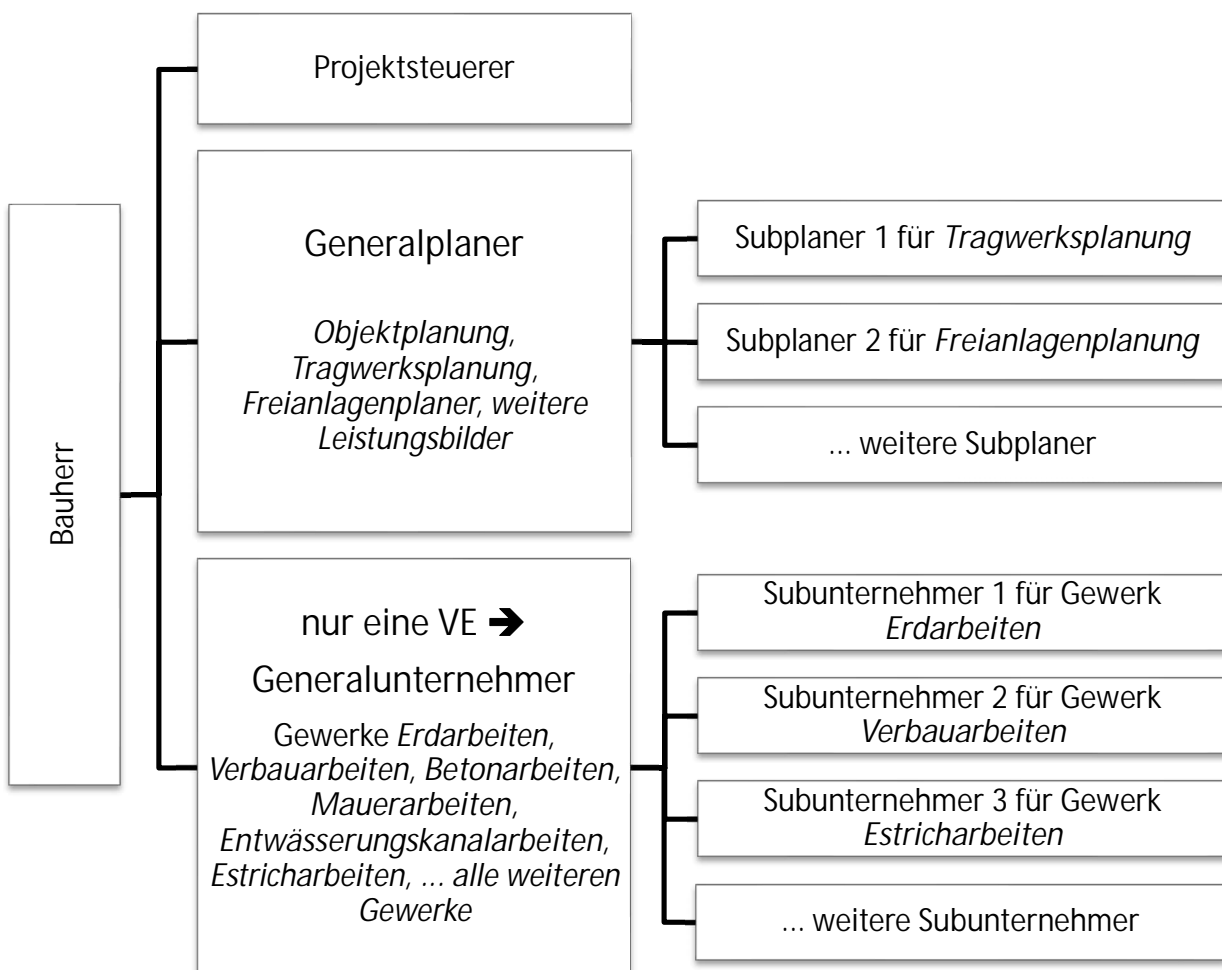 Bauherr
Projektsteuerer
Generalplaner
Objektplanung,
Tragwerksplanung,
Freianlagenplaner, weitere
Leistungsbilder
Subplaner 1 für Tragwerksplanung
Subplaner 2 für Freianlagenplanung
... weitere Subplaner
nur eine VE ➔
Generalunternehmer
Gewerke Erdarbeiten,
Verbauarbeiten, Betonarbeiten,
Mauerarbeiten,
Entwässerungskanalarbeiten,
Estricharbeiten, ... alle weiteren
Gewerke
Subunternehmer 1 für Gewerk
Erdarbeiten
Subunternehmer 2 für Gewerk
Verbauarbeiten
Subunternehmer 3 für Gewerk
Estricharbeiten
... weitere Subunternehmer